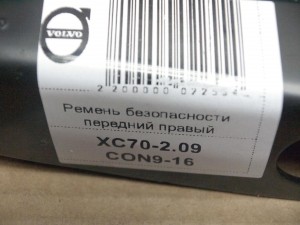 VOLVO
Ремень безопасности
передний правый
XC70-2.09
CON9-16